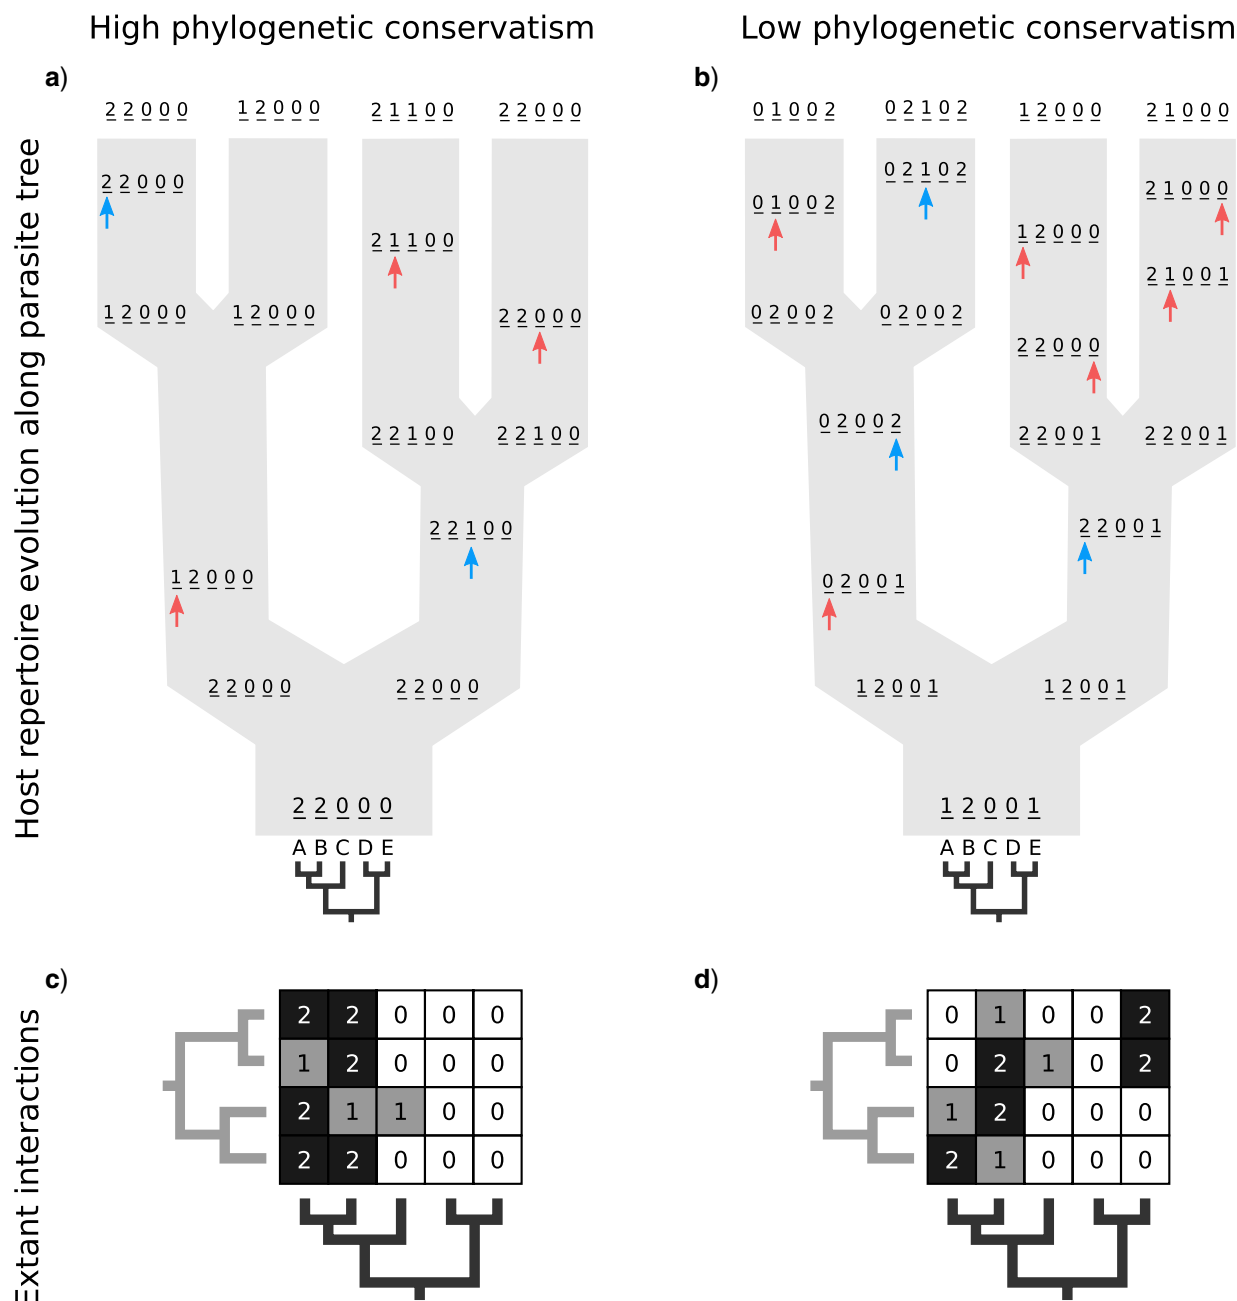 High phylogenetic conservatism
Low phylogenetic conservatism
Host repertoire evolution along parasite tree
a)
2 2 0 0 0
1 2 0 0 0
2 1 1 0 0
2 2 0 0 0
2 2 0 0 0
2 1 1 0 0
1 2 0 0 0
1 2 0 0 0
2 2 0 0 0
2 2 1 0 0
2 2 1 0 0
2 2 1 0 0
1 2 0 0 0
2 2 0 0 0
2 2 0 0 0
2 2 0 0 0
A B C D E
b)
0 1 0 0 2
0 2 1 0 2
1 2 0 0 0
2 1 0 0 0
0 2 1 0 2
2 1 0 0 0
0 1 0 0 2
1 2 0 0 0
2 1 0 0 1
0 2 0 0 2
0 2 0 0 2
2 2 0 0 0
0 2 0 0 2
2 2 0 0 1
2 2 0 0 1
2 2 0 0 1
0 2 0 0 1
1 2 0 0 1
1 2 0 0 1
1 2 0 0 1
A B C D E
Extant interactions
c)
2 2 0 0 0
1 2 0 0 0
2 1 1 0 0
2 2 0 0 0
d)
0 1 0 0 2
0 2 1 0 2
1 2 0 0 0
2 1 0 0 0